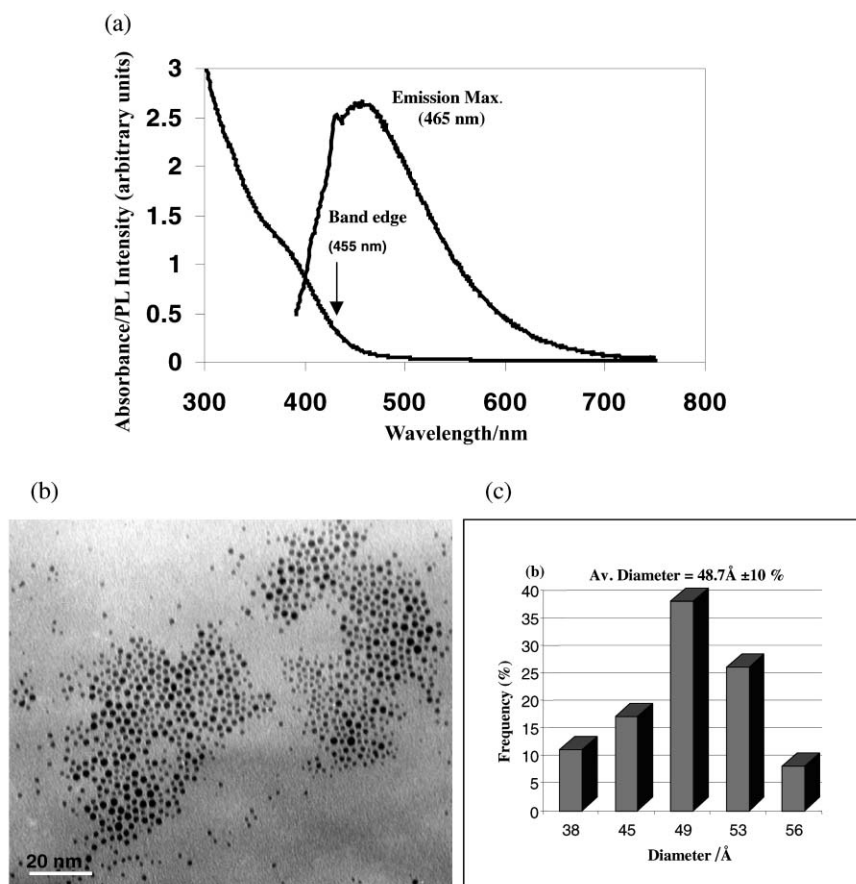 (a)
Absorbance/PL Intensity (arbitrary units)
3
2.5
2
1.5
1
0.5
0
Emission Max.
(465 nm)
Band edge
(455 nm)
300 400 500 600 700 800
Wavelength/nm
(b)
20 nm
(c)
(b) Av. Diameter = 48.7Å ±10 %
Frequency (%)
40
35
30
25
20
15
10
5
0
38 45 49 53 56
Diameter /Å